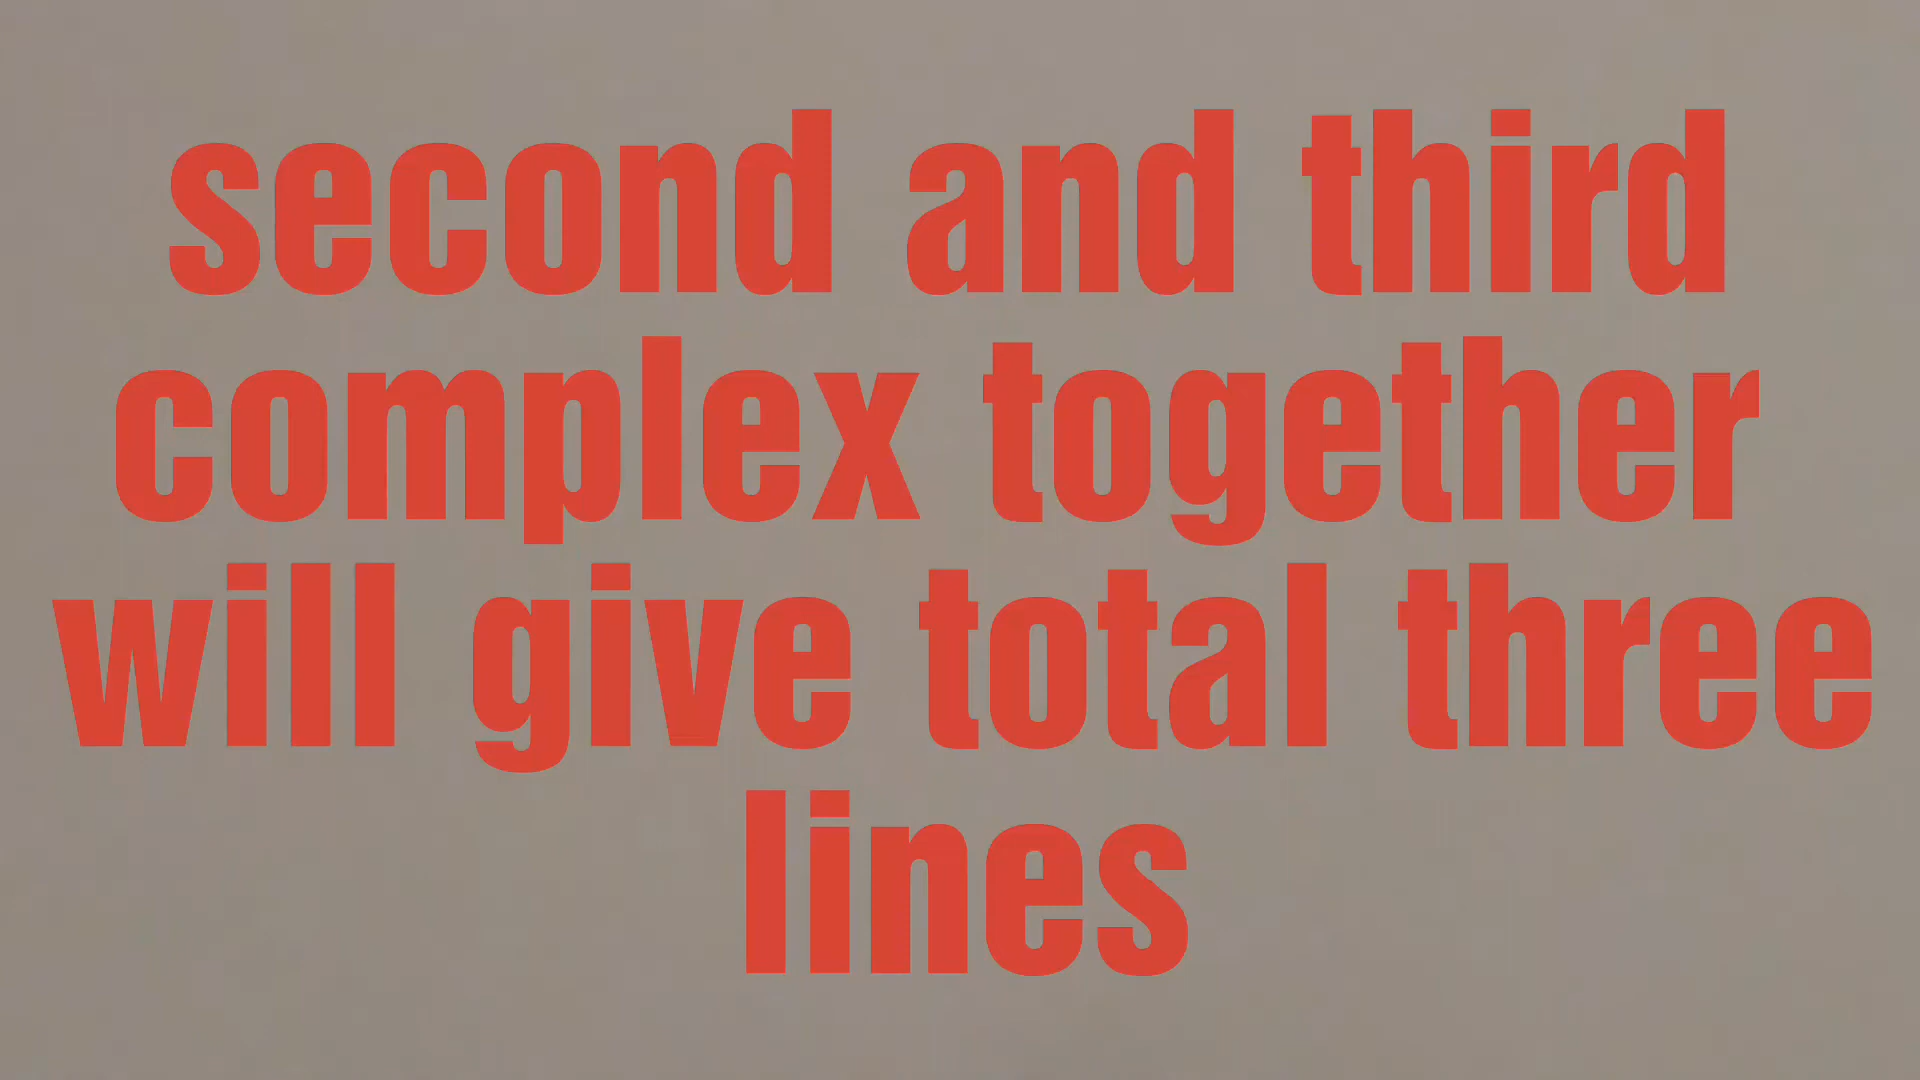 second and third
complex together
will give total three
lines